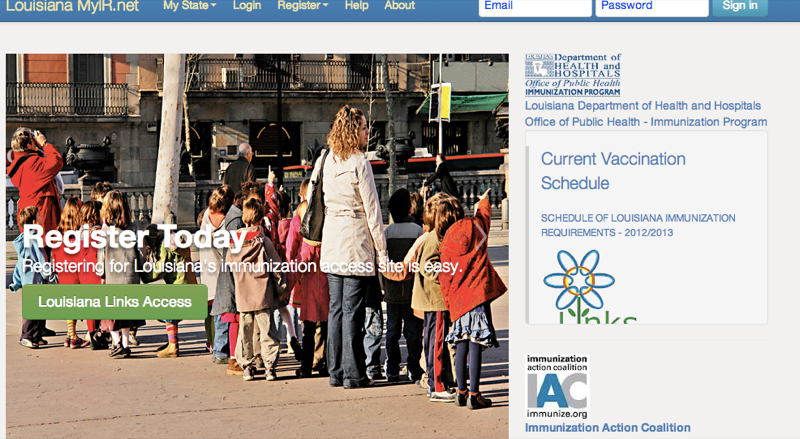 Louisiana MyIR.net
My State Login Register Help About
Email Password Sign in
Register Today
Registering for Louisiana's immunization access site is easy.
Louisiana Links Access
LOUISIANA
Department of
HEALTH and
HOSPITALS
Office of Public Health
IMMUNIZATION PROGRAM
Louisiana Department of Health and Hospitals
Office of Public Health - Immunization Program
Current Vaccination
Schedule
SCHEDULE OF LOUISIANA IMMUNIZATION
REQUIREMENTS - 2012/2013
Links
immunization
action coalition
IAC
immunize.org
Immunization Action Coalition